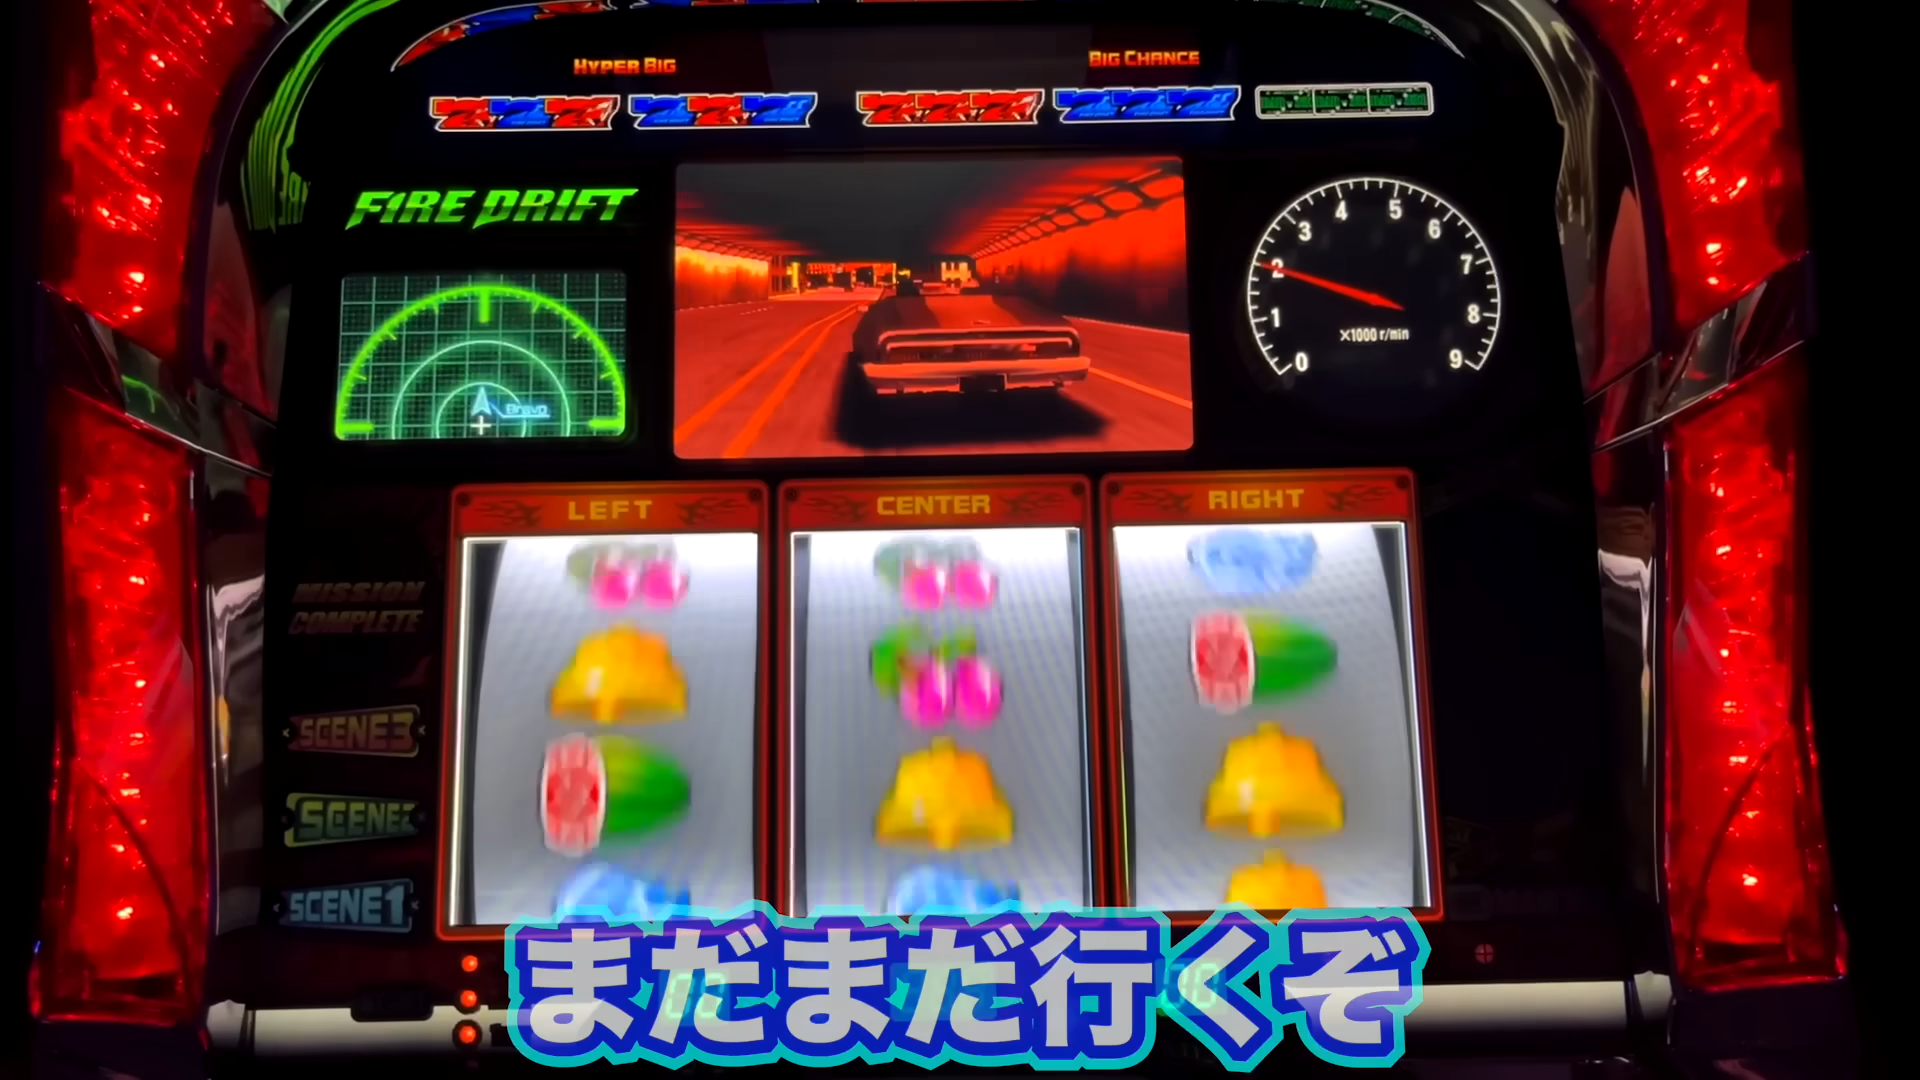 HYPER BIG
BIG CHANCE
FIRE DRIFT
Bravo
0 1 2 3 4 5 6 7 8 9
×1000 r/min
LEFT
CENTER
RIGHT
MISSION
COMPLETE
SCENE3
SCENE2
SCENE1
まだまだ行くぞ